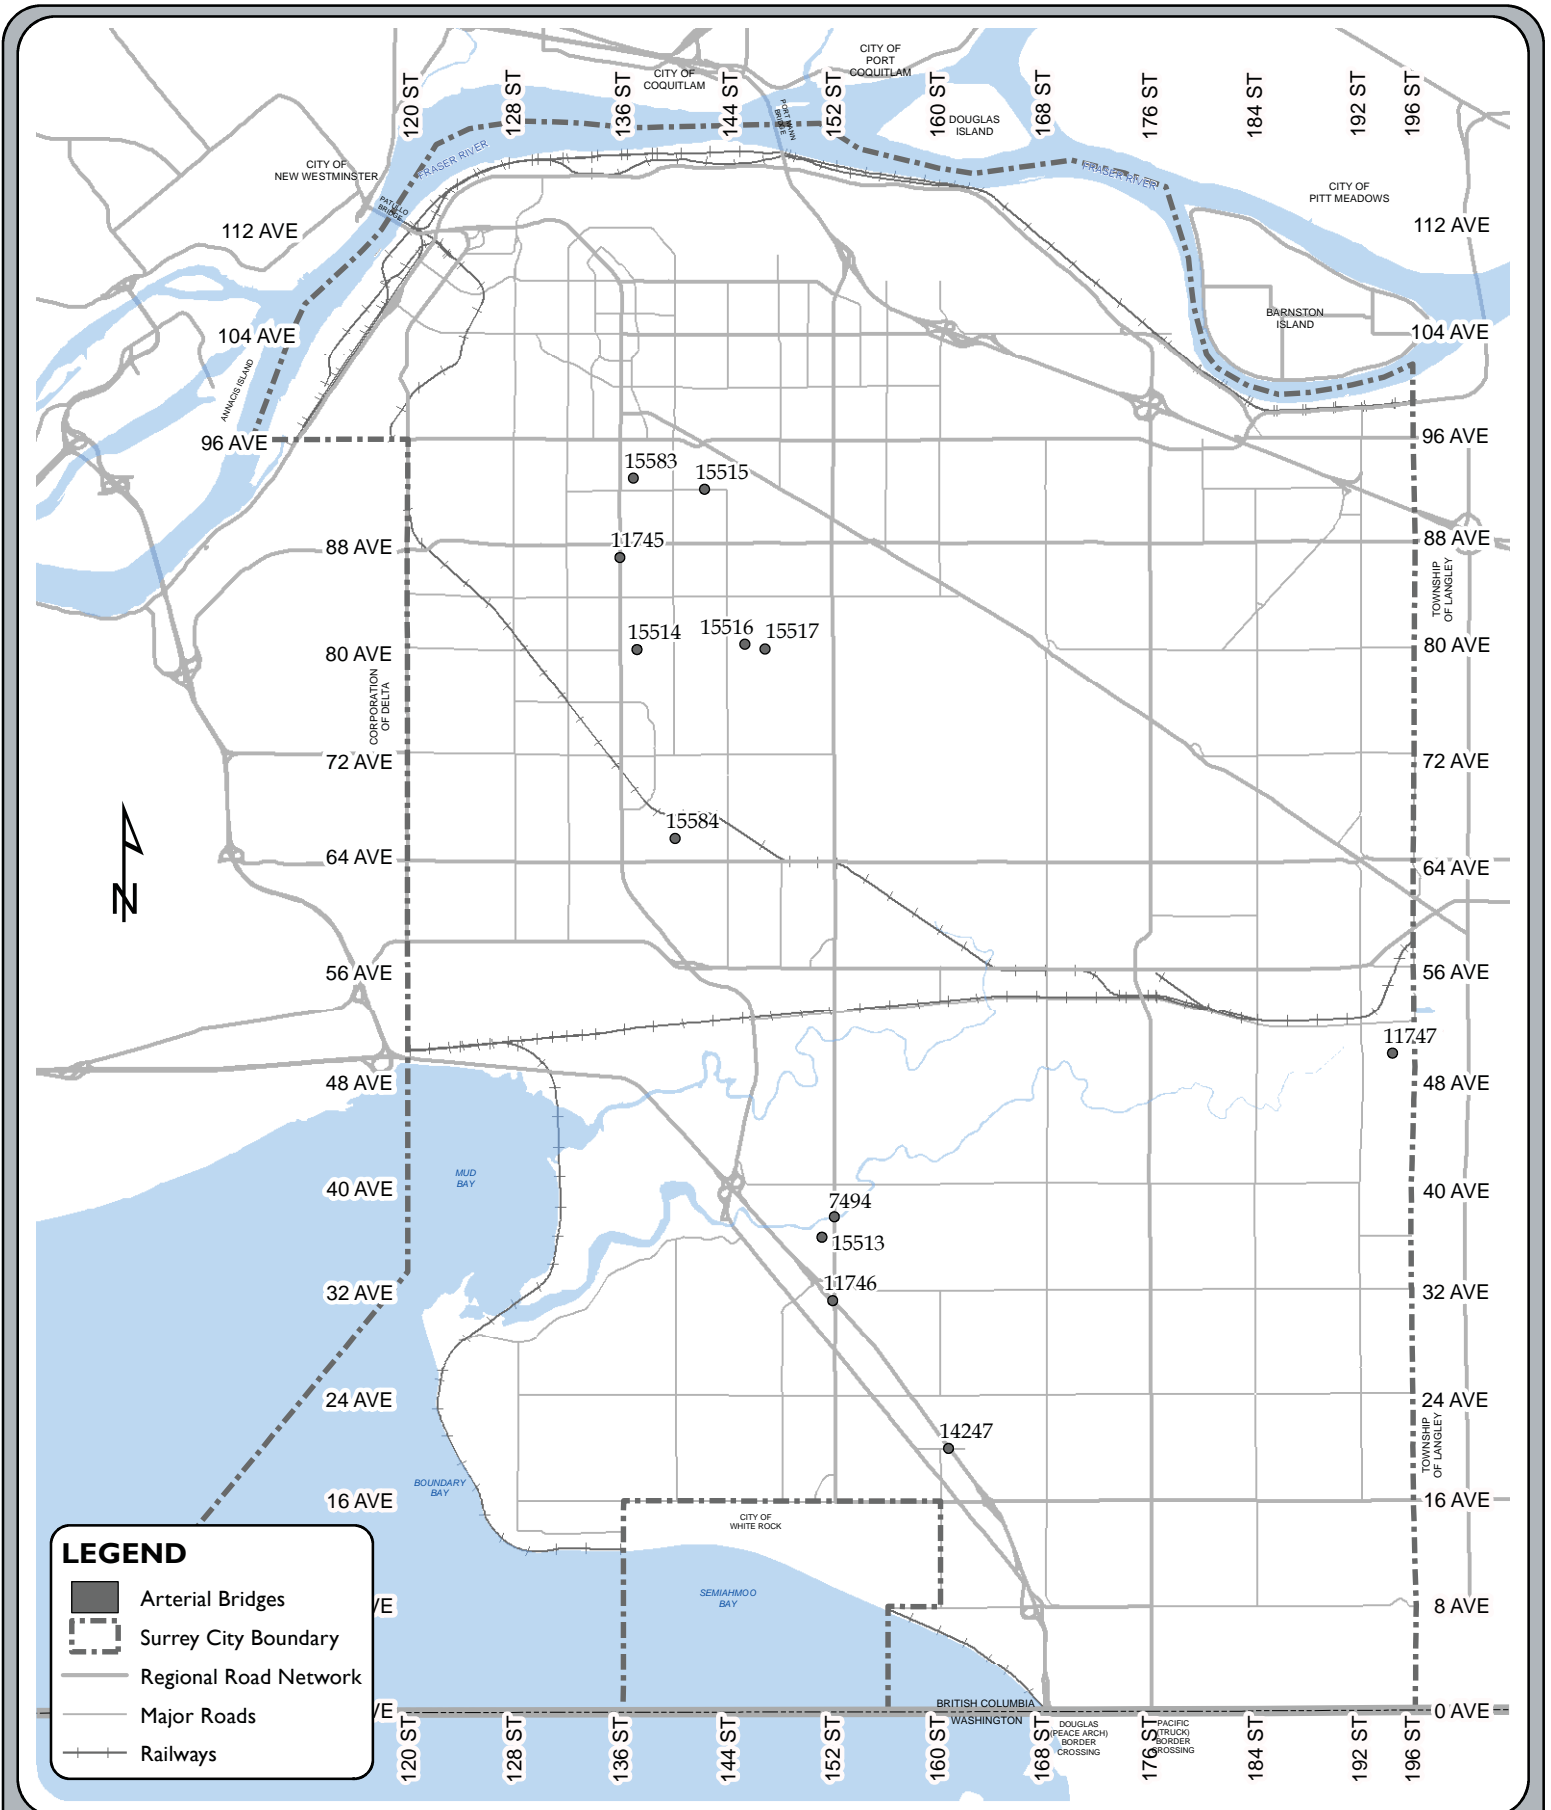 CITY OF
COQUITLAM
CITY OF
PORT
COQUITLAM
120 ST
128 ST
136 ST
144 ST
152 ST
160 ST
168 ST
176 ST
184 ST
192 ST
196 ST
PORT MANN
BRIDGE
DOUGLAS
ISLAND
CITY OF
NEW WESTMINSTER
FRASER RIVER
FRASER RIVER
CITY OF
PITT MEADOWS
PATULLO
BRIDGE
112 AVE
112 AVE
BARNSTON
ISLAND
104 AVE
104 AVE
ANNACIS ISLAND
96 AVE
96 AVE
15583
15515
11745
88 AVE
88 AVE
TOWNSHIP
OF LANGLEY
15514
15516
15517
80 AVE
80 AVE
CORPORATION
OF DELTA
72 AVE
72 AVE
15584
64 AVE
64 AVE
N
56 AVE
56 AVE
11747
48 AVE
48 AVE
MUD
BAY
40 AVE
40 AVE
7494
15513
11746
32 AVE
32 AVE
24 AVE
24 AVE
14247
TOWNSHIP
OF LANGLEY
BOUNDARY
BAY
16 AVE
16 AVE
CITY OF
WHITE ROCK
SEMIAHMOO
BAY
LEGEND
Arterial Bridges
Surrey City Boundary
Regional Road Network
Major Roads
Railways
VE
8 AVE
VE
0 AVE
BRITISH COLUMBIA
WASHINGTON
DOUGLAS
(PEACE ARCH)
BORDER
CROSSING
PACIFIC
(TRUCK)
BORDER
CROSSING
120 ST
128 ST
136 ST
144 ST
152 ST
160 ST
168 ST
176 ST
184 ST
192 ST
196 ST